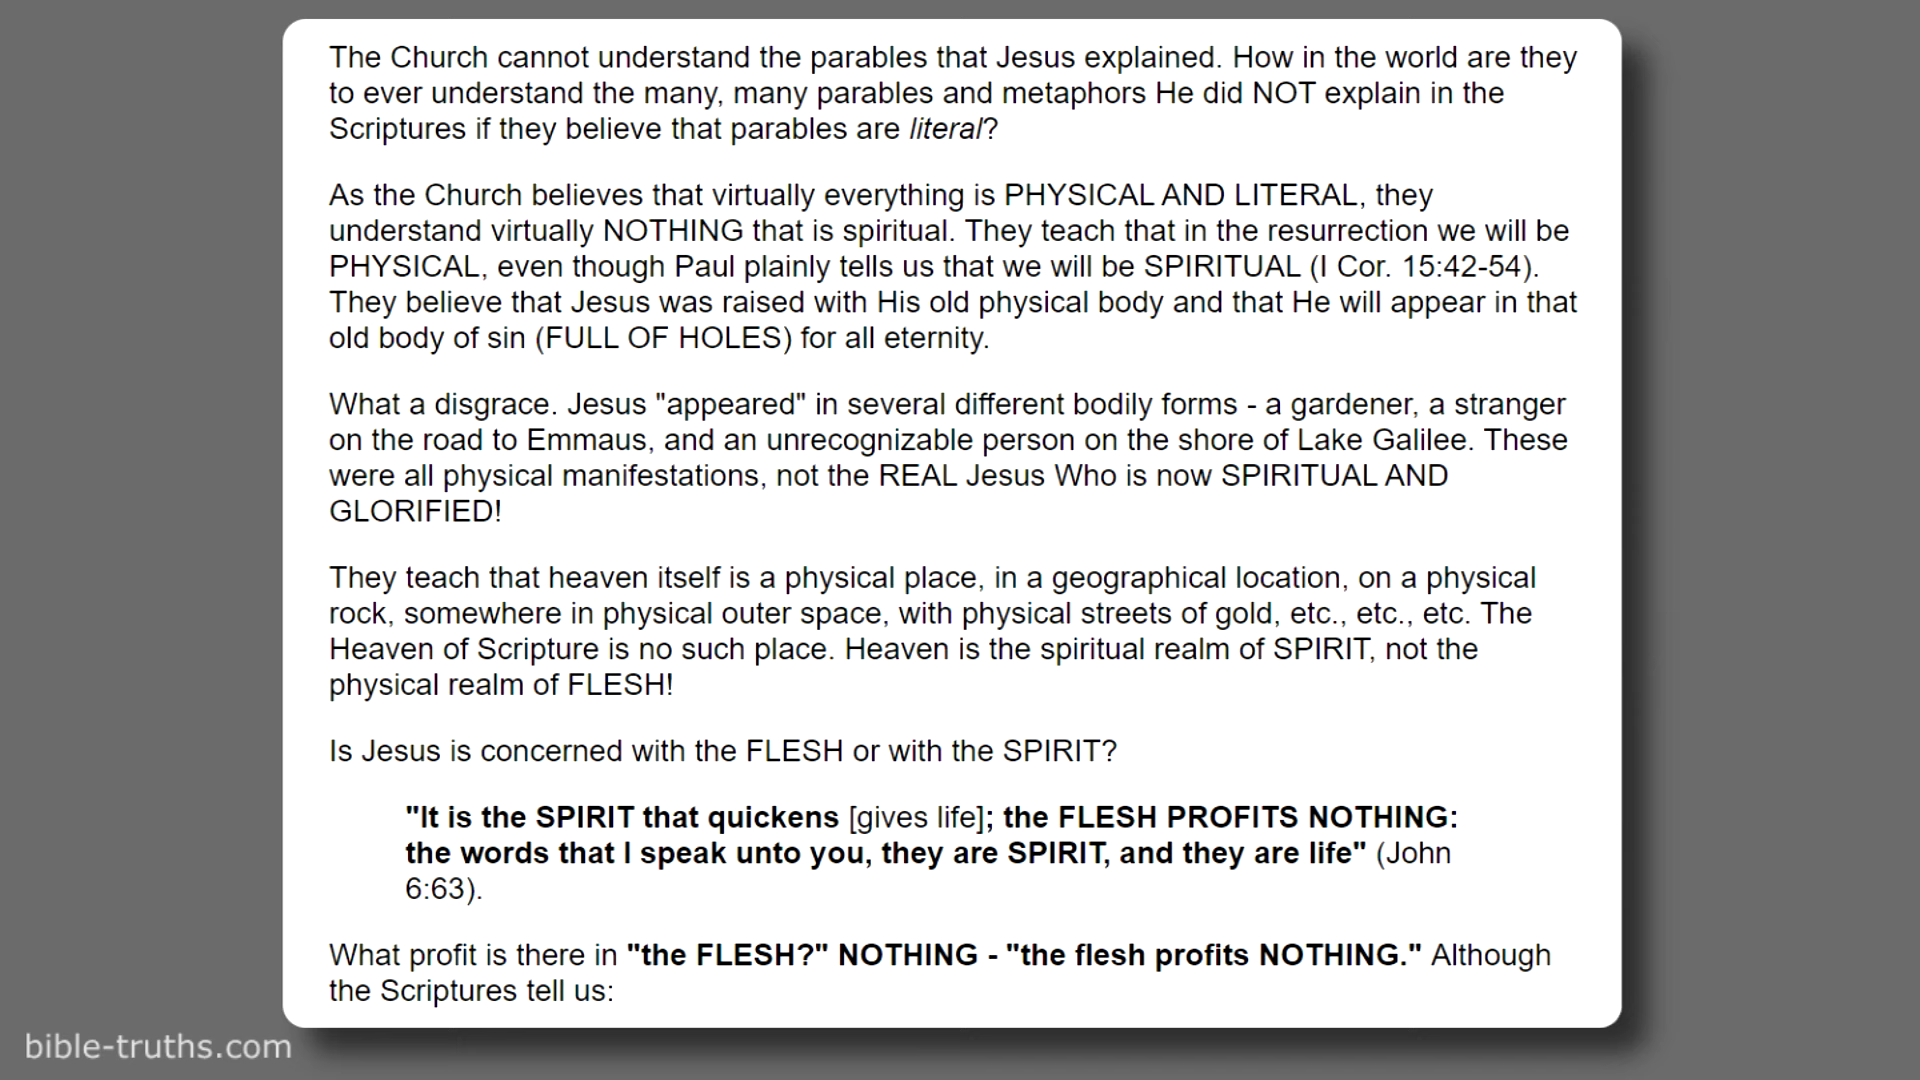 The Church cannot understand the parables that Jesus explained. How in the world are they
to ever understand the many, many parables and metaphors He did NOT explain in the
Scriptures if they believe that parables are literal?
As the Church believes that virtually everything is PHYSICAL AND LITERAL, they
understand virtually NOTHING that is spiritual. They teach that in the resurrection we will be
PHYSICAL, even though Paul plainly tells us that we will be SPIRITUAL (I Cor. 15:42-54).
They believe that Jesus was raised with His old physical body and that He will appear in that
old body of sin (FULL OF HOLES) for all eternity.
What a disgrace. Jesus "appeared" in several different bodily forms - a gardener, a stranger
on the road to Emmaus, and an unrecognizable person on the shore of Lake Galilee. These
were all physical manifestations, not the REAL Jesus Who is now SPIRITUAL AND
GLORIFIED!
They teach that heaven itself is a physical place, in a geographical location, on a physical
rock, somewhere in physical outer space, with physical streets of gold, etc., etc., etc. The
Heaven of Scripture is no such place. Heaven is the spiritual realm of SPIRIT, not the
physical realm of FLESH!
Is Jesus is concerned with the FLESH or with the SPIRIT?
"It is the SPIRIT that quickens [gives life]; the FLESH PROFITS NOTHING:
the words that I speak unto you, they are SPIRIT, and they are life" (John
6:63).
What profit is there in "the FLESH?" NOTHING - "the flesh profits NOTHING." Although
the Scriptures tell us:
bible-truths.com